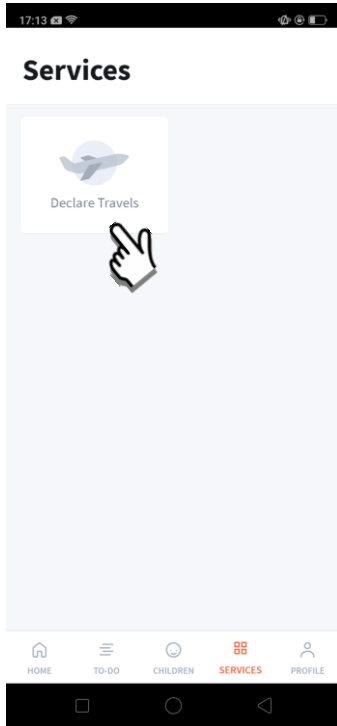 17:13
Services
Declare Travels
HOME TO-DO CHILDREN SERVICES PROFILE